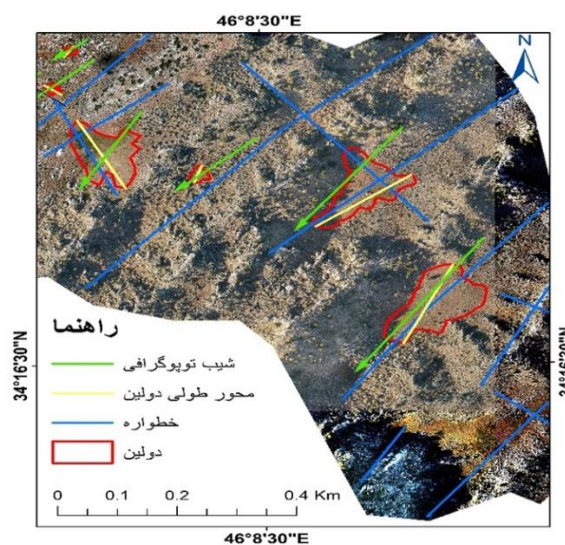 46°8'30"E
N
34°16'30"N
34°16'30"N
راهنما
شیب توپوگرافی
محور طولی دولین
خطواره
دولین
0 0.1 0.2 0.4 Km
46°8'30"E